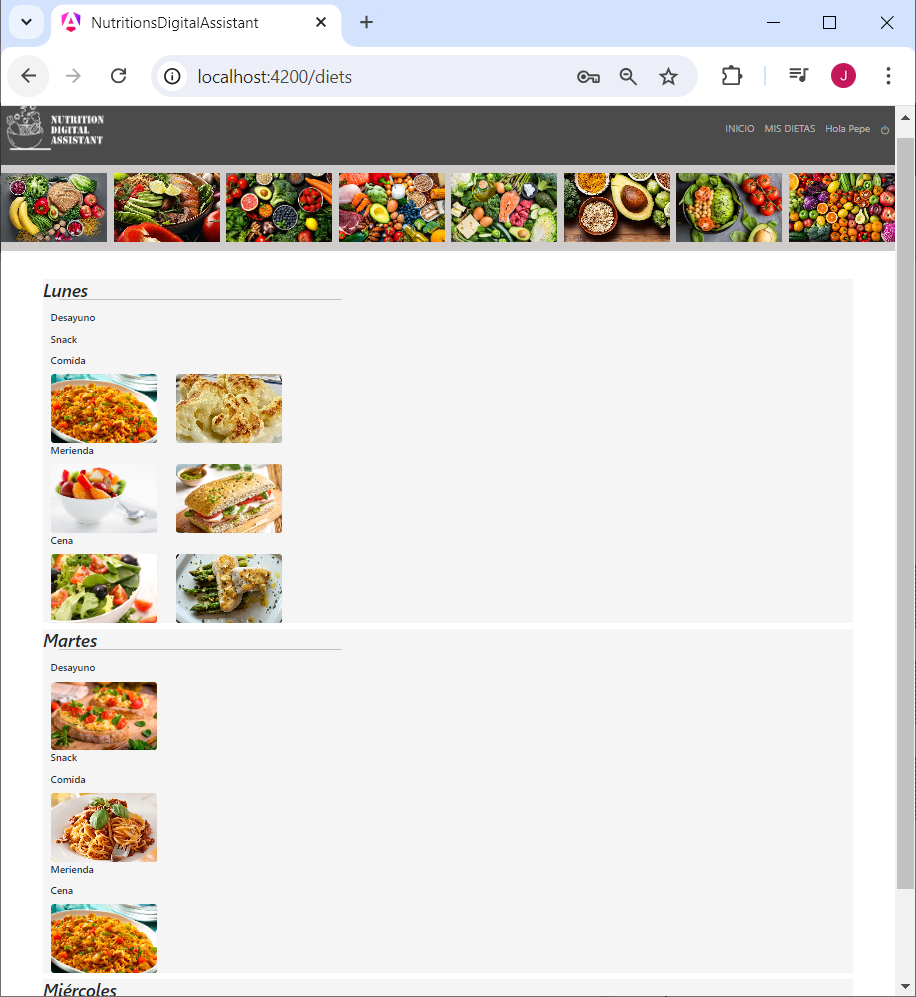 NutritionsDigitalAssistant
localhost:4200/diets
J
NUTRITION
DIGITAL
ASSISTANT
INICIO MIS DIETAS Hola Pepe
Lunes
Desayuno
Snack
Comida
Merienda
Cena
Martes
Desayuno
Snack
Comida
Merienda
Cena
Miércoles